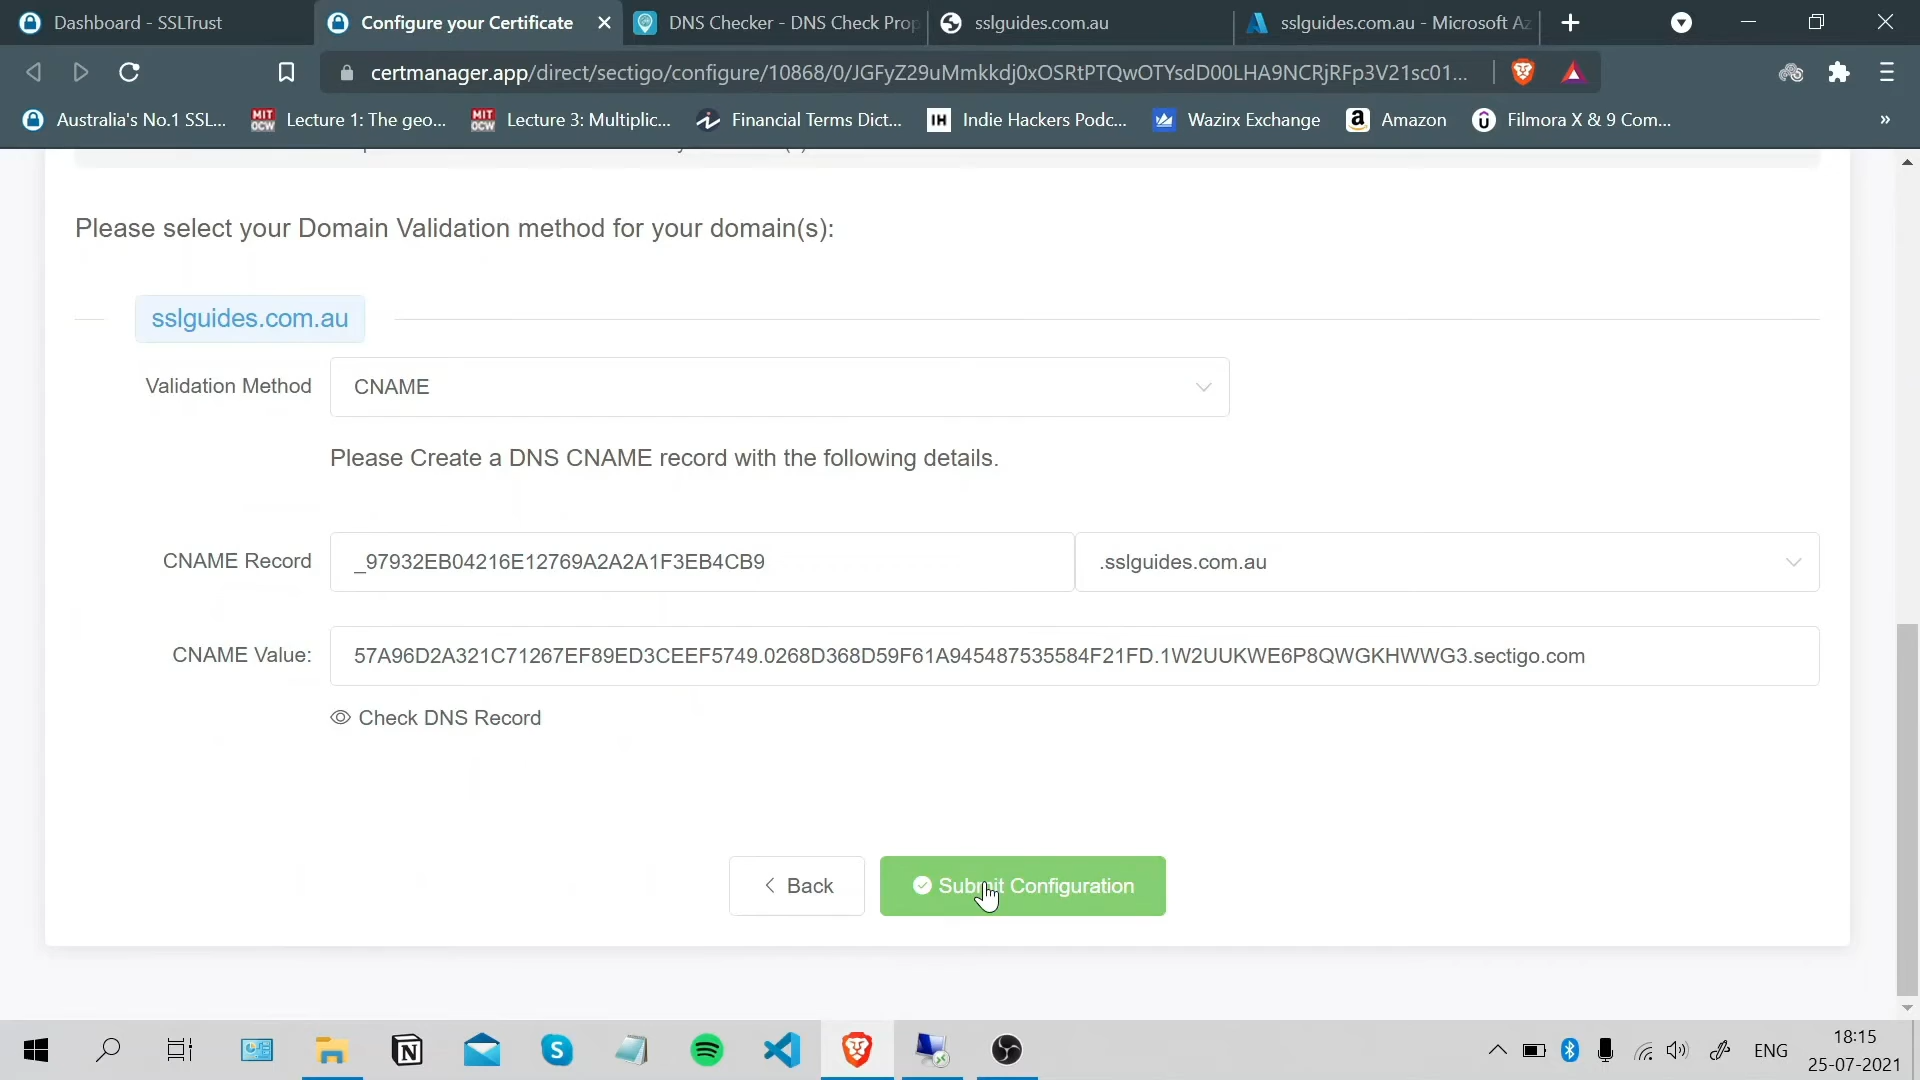 Dashboard - SSLTrust
Configure your Certificate
DNS Checker - DNS Check Prop
sslguides.com.au
sslguides.com.au - Microsoft Az
certmanager.app/direct/sectigo/configure/10868/0/JGFyZ29uMmkkdj0xOSRtPTQwOTYsdD00LHA9NCRjRFp3V21sc01...
Australia's No.1 SSL...
MIT OCW
Lecture 1: The geo...
MIT OCW
Lecture 3: Multiplic...
Financial Terms Dict...
IH
Indie Hackers Podc...
Wazirx Exchange
a
Amazon
Filmora X & 9 Com...
»
Please select your Domain Validation method for your domain(s):
sslguides.com.au
Validation Method
CNAME
Please Create a DNS CNAME record with the following details.
CNAME Record
_97932EB04216E12769A2A2A1F3EB4CB9
.sslguides.com.au
CNAME Value:
57A96D2A321C71267EF89ED3CEEF5749.0268D368D59F61A945487535584F21FD.1W2UUKWE6P8QWGKHWWG3.sectigo.com
Check DNS Record
Back
Submit Configuration
ENG
18:15
25-07-2021